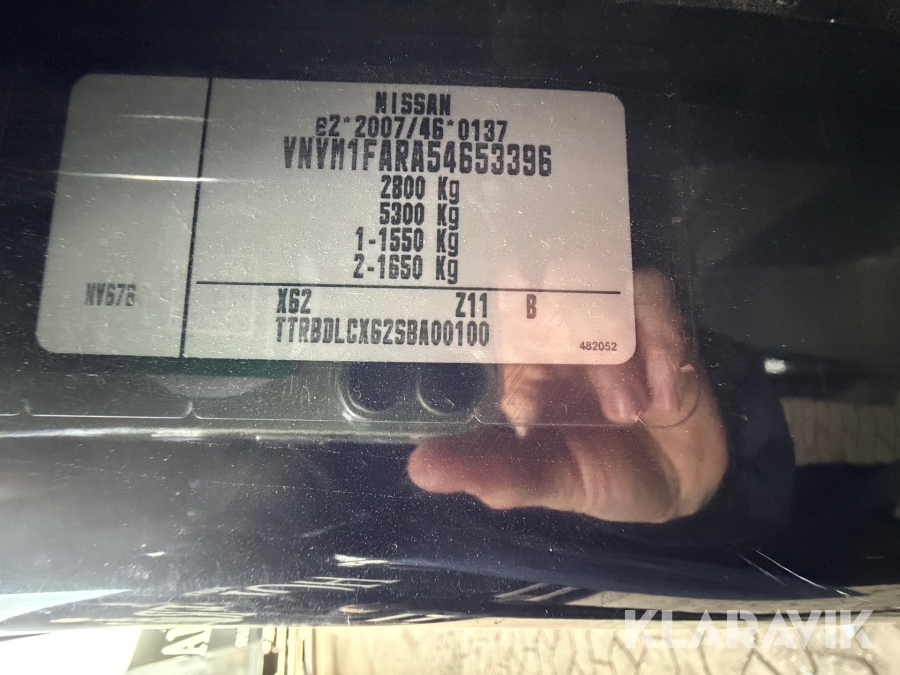 NISSAN
e2*2007/46*0137
VNVM1FARA54653396
2800 Kg
5300 Kg
1-1550 Kg
2-1650 Kg
NV676
X62 Z11 B
TTRBDLCX62SBA00100
482052
KLARAVIK